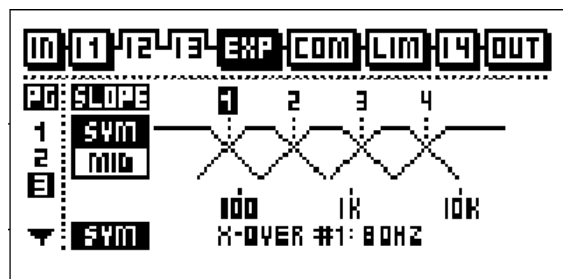 IN I1 I2 I3 EXP COM LIM I4 OUT
PG SLOPE 1 2 3 4
1 SYM
2 MIG
3
100 1K 10K
SYM X-OVER #1: 80HZ